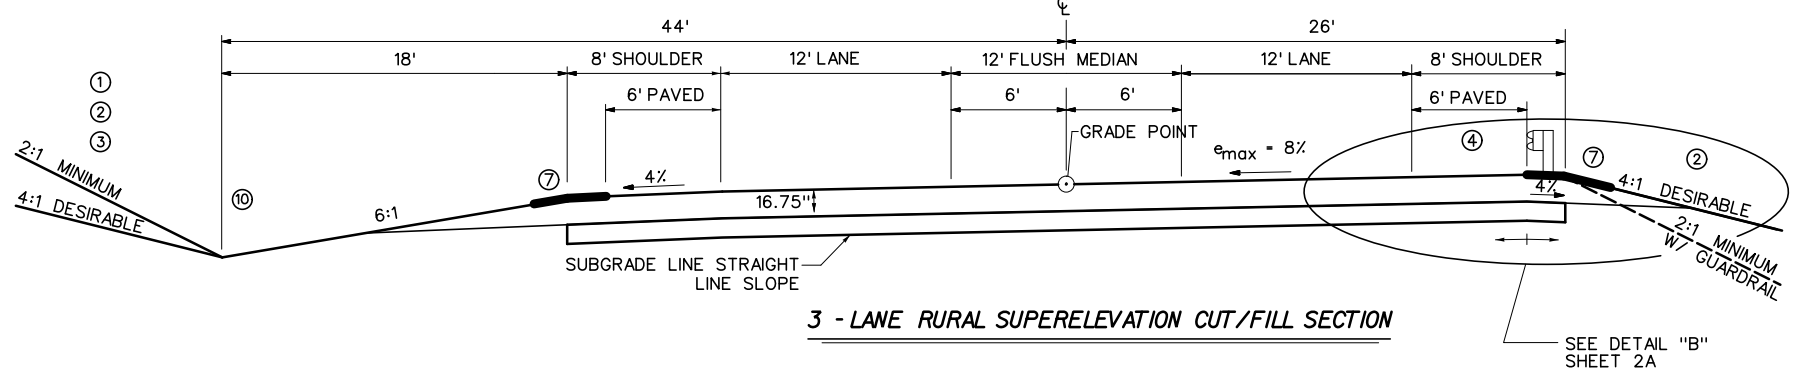 ℄
44'
26'
18'
8' SHOULDER
12' LANE
12' FLUSH MEDIAN
12' LANE
8' SHOULDER
6' PAVED
6'
6'
6' PAVED
1
2
3
GRADE POINT
emax = 8%
4
7
2
2:1 MINIMUM
4:1 DESIRABLE
10
7
4%
6:1
16.75"
4%
4:1 DESIRABLE
2:1 MINIMUM
W/ GUARDRAIL
SUBGRADE LINE STRAIGHT
LINE SLOPE
3 - LANE RURAL SUPERELEVATION CUT/FILL SECTION
SEE DETAIL "B"
SHEET 2A